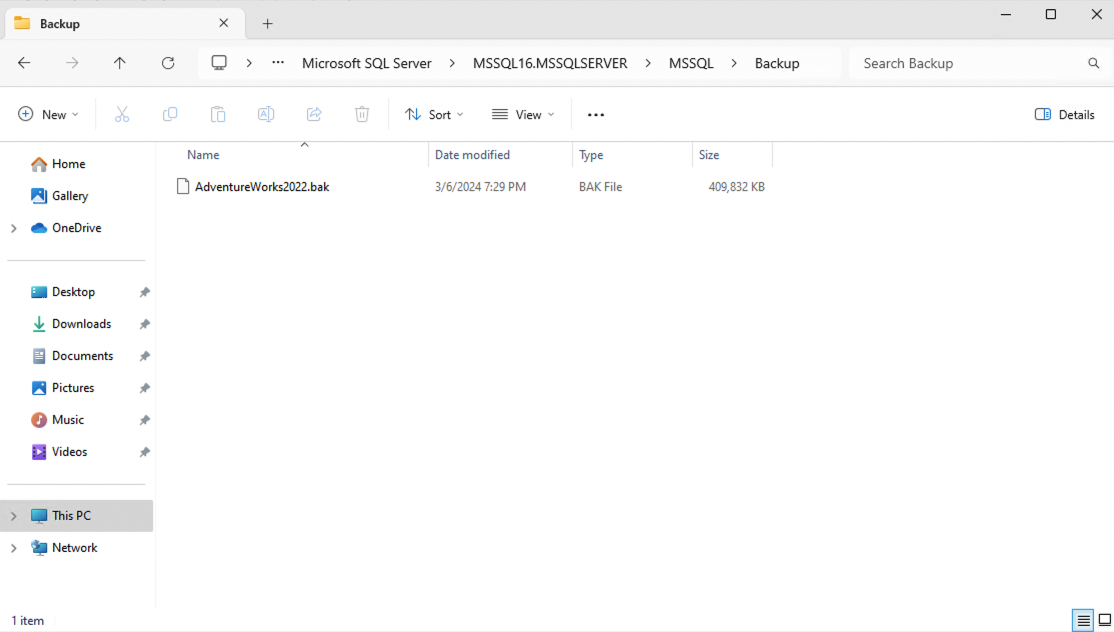 Backup
Microsoft SQL Server > MSSQL16.MSSQLSERVER > MSSQL > Backup
Search Backup
New
Sort
View
Details
Home
Gallery
OneDrive
Desktop
Downloads
Documents
Pictures
Music
Videos
This PC
Network
Name Date modified Type Size
AdventureWorks2022.bak 3/6/2024 7:29 PM BAK File 409,832 KB
1 item